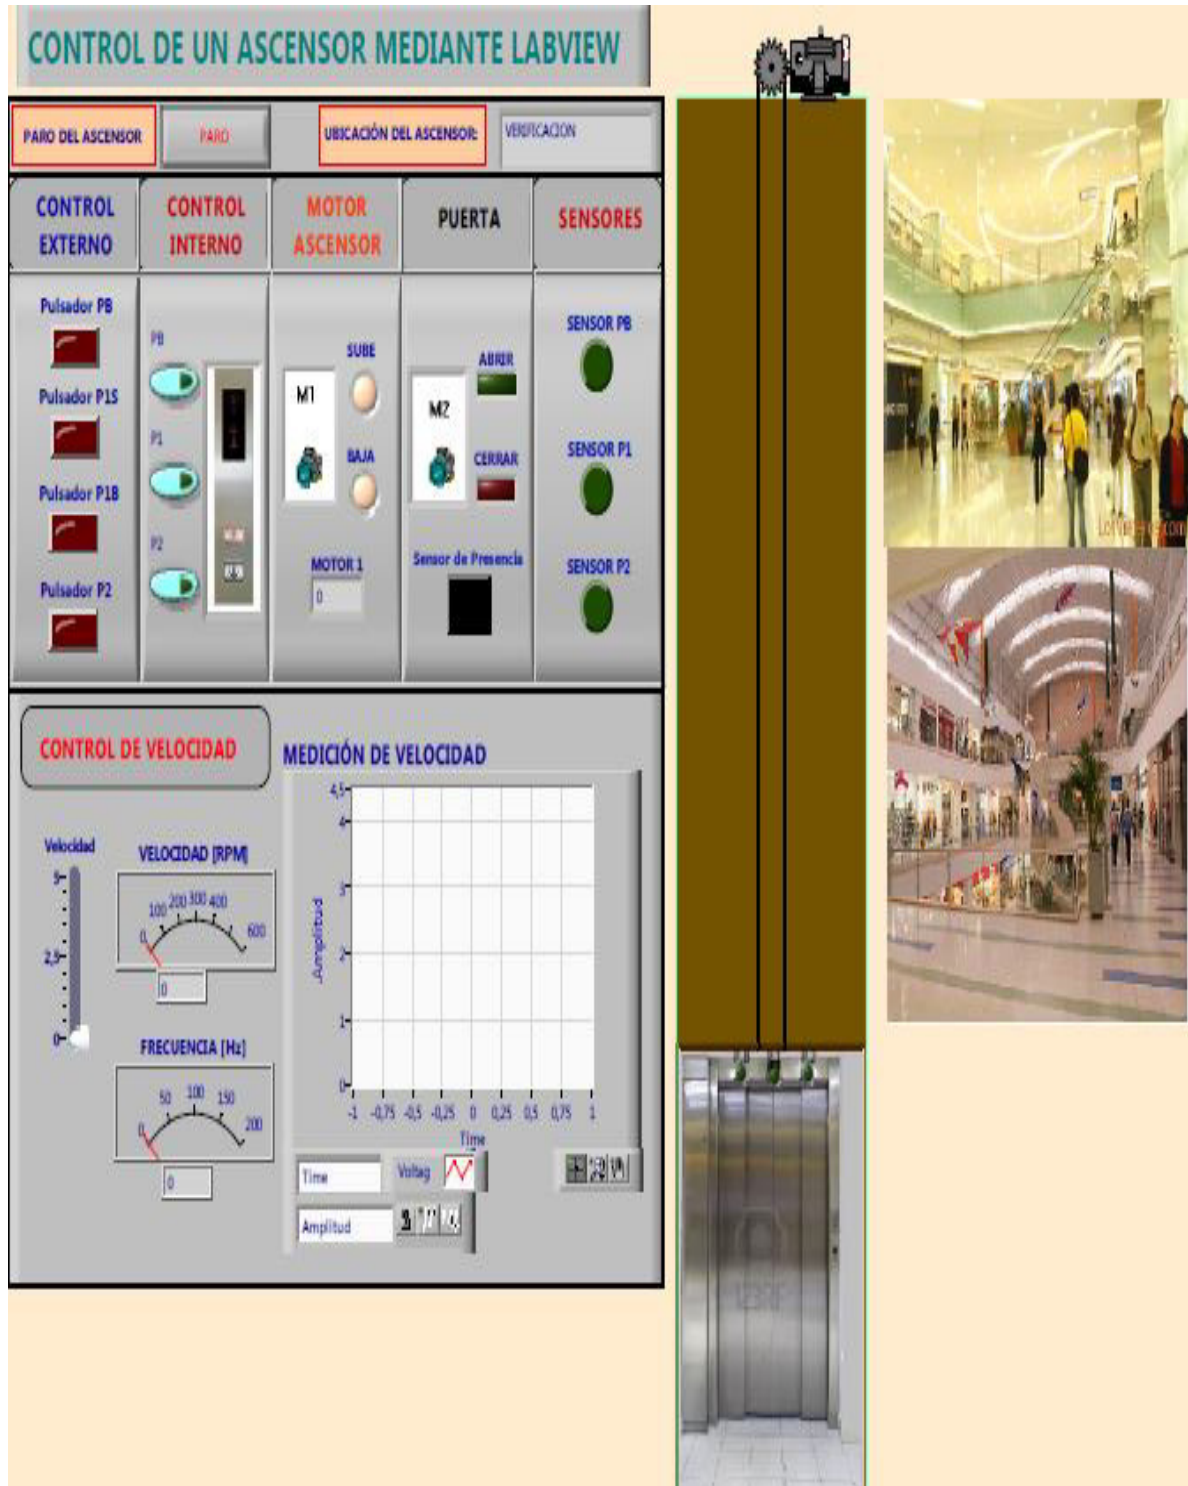 CONTROL DE UN ASCENSOR MEDIANTE LABVIEW
PARO DEL ASCENSOR
PARO
UBICACIÓN DEL ASCENSOR:
VERIFICACION
CONTROL
EXTERNO
CONTROL
INTERNO
MOTOR
ASCENSOR
PUERTA
SENSORES
Pulsador PB
Pulsador P1S
Pulsador P1B
Pulsador P2
PB
P1
P2
M1
SUBE
BAJA
MOTOR 1
0
M2
ABRIR
CERRAR
Sensor de Presencia
SENSOR PB
SENSOR P1
SENSOR P2
CONTROL DE VELOCIDAD
Velocidad
5
2,5
0
VELOCIDAD [RPM]
0 100 200 300 400 600
0
FRECUENCIA [Hz]
0 50 100 150 200
0
MEDICIÓN DE VELOCIDAD
Amplitud
4,5
4
3
2
1
0
-1 -0,75 -0,5 -0,25 0 0,25 0,5 0,75 1
Time
Time
Voltag
Amplitud